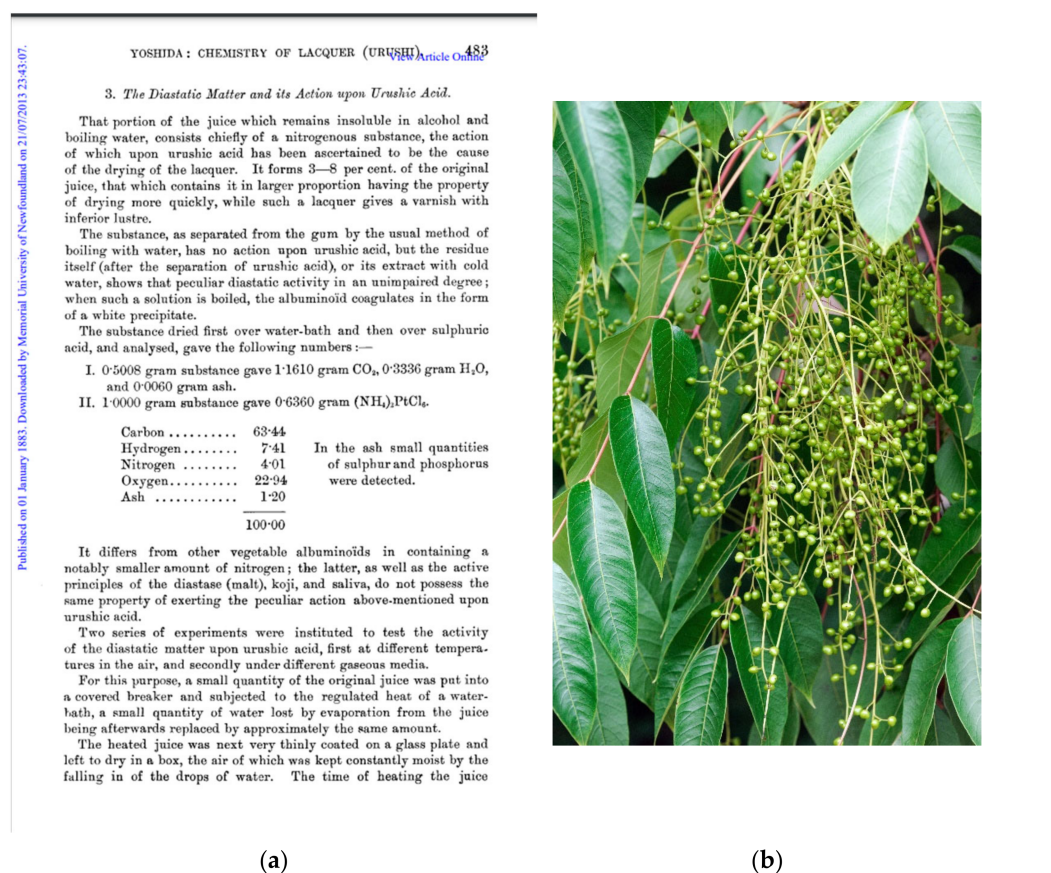 YOSHIDA: CHEMISTRY OF LACQUER (URUSHI). 483
View Article Online
Published on 01 January 1883. Downloaded by Memorial University of Newfoundland on 21/07/2013 23:43:07.
3. The Diastatic Matter and its Action upon Urushic Acid.
That portion of the juice which remains insoluble in alcohol and
boiling water, consists chiefly of a nitrogenous substance, the action
of which upon urushic acid has been ascertained to be the cause
of the drying of the lacquer. It forms 3—8 per cent. of the original
juice, that which contains it in larger proportion having the property
of drying more quickly, while such a lacquer gives a varnish with
inferior lustre.
The substance, as separated from the gum by the usual method of
boiling with water, has no action upon urushic acid, but the residue
itself (after the separation of urushic acid), or its extract with cold
water, shows that peculiar diastatic activity in an unimpaired degree;
when such a solution is boiled, the albuminoïd coagulates in the form
of a white precipitate.
The substance dried first over water-bath and then over sulphuric
acid, and analysed, gave the following numbers :—
I. 0·5008 gram substance gave 1·1610 gram CO₂, 0·3336 gram H₂O,
and 0·0060 gram ash.
II. 1·0000 gram substance gave 0·6360 gram (NH₄)₂PtCl₆.
Carbon .......... 63·44
Hydrogen........ 7·41
Nitrogen ........ 4·01
Oxygen.......... 22·94
Ash ............ 1·20
100·00
In the ash small quantities
of sulphur and phosphorus
were detected.
It differs from other vegetable albuminoïds in containing a
notably smaller amount of nitrogen; the latter, as well as the active
principles of the diastase (malt), koji, and saliva, do not possess the
same property of exerting the peculiar action above-mentioned upon
urushic acid.
Two series of experiments were instituted to test the activity
of the diastatic matter upon urushic acid, first at different tempera-
tures in the air, and secondly under different gaseous media.
For this purpose, a small quantity of the original juice was put into
a covered breaker and subjected to the regulated heat of a water-
bath, a small quantity of water lost by evaporation from the juice
being afterwards replaced by approximately the same amount.
The heated juice was next very thinly coated on a glass plate and
left to dry in a box, the air of which was kept constantly moist by the
falling in of the drops of water. The time of heating the juice
(a)
(b)